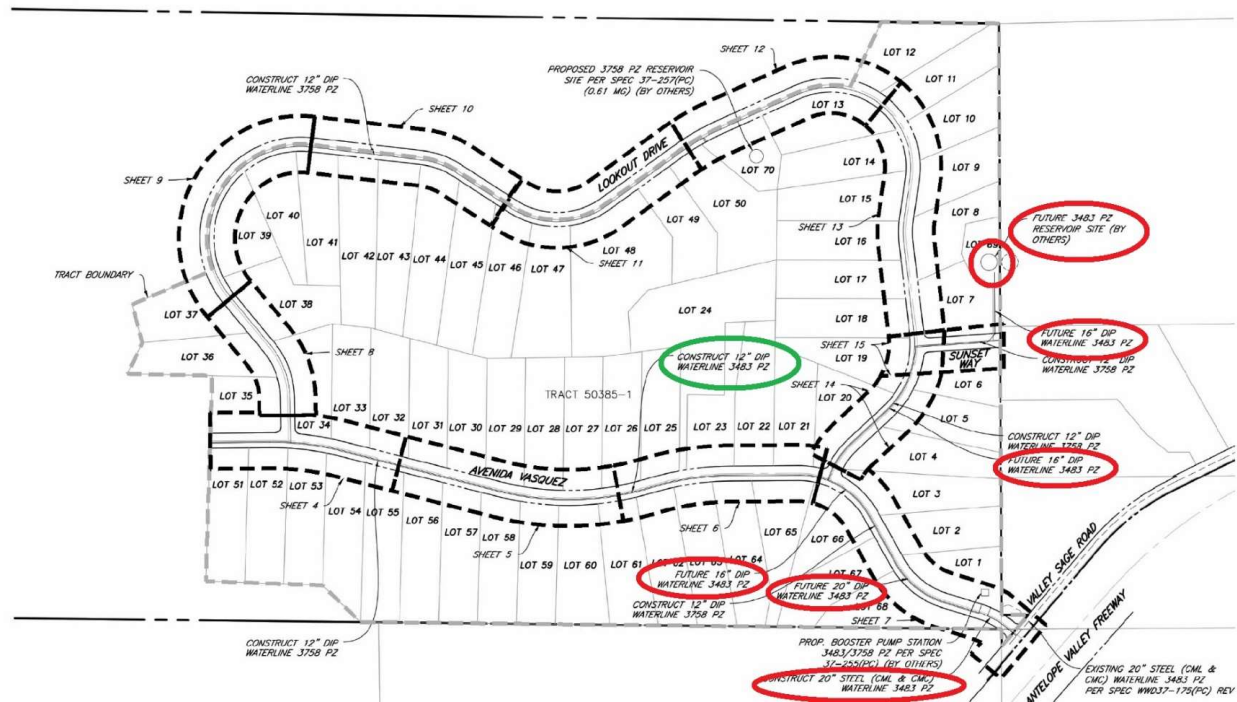 SHEET 12
LOT 12
CONSTRUCT 12" DIP
WATERLINE 3758 PZ
PROPOSED 3758 PZ RESERVOIR
SITE PER SPEC 37-257(PC)
(0.61 MG) (BY OTHERS)
LOT 11
SHEET 10
LOT 13
LOT 10
LOOKOUT DRIVE
SHEET 9
LOT 70
LOT 14
LOT 9
LOT 40
LOT 50
LOT 15
LOT 39
LOT 41
LOT 49
SHEET 13
LOT 8
FUTURE 3483 PZ
RESERVOIR SITE (BY
OTHERS)
LOT 42
LOT 43
LOT 44
LOT 45
LOT 46
LOT 47
LOT 48
SHEET 11
LOT 16
LOT 69
TRACT BOUNDARY
LOT 17
LOT 38
LOT 7
LOT 37
LOT 24
LOT 18
FUTURE 16" DIP
WATERLINE 3483 PZ
SHEET 15
SUNSET
WAY
CONSTRUCT 12" DIP
WATERLINE 3758 PZ
LOT 36
SHEET 8
CONSTRUCT 12" DIP
WATERLINE 3483 PZ
LOT 19
SHEET 14
LOT 6
LOT 35
TRACT 50385-1
LOT 20
LOT 5
LOT 34
LOT 33
LOT 32
LOT 31
LOT 30
LOT 29
LOT 28
LOT 27
LOT 26
LOT 25
LOT 23
LOT 22
LOT 21
CONSTRUCT 12" DIP
WATERLINE 3758 PZ
FUTURE 16" DIP
WATERLINE 3483 PZ
LOT 4
AVENIDA VASQUEZ
LOT 3
LOT 51
LOT 52
LOT 53
SHEET 4
LOT 54
LOT 55
LOT 56
LOT 57
LOT 58
SHEET 5
LOT 59
LOT 60
LOT 61
LOT 62
LOT 63
LOT 64
SHEET 6
LOT 65
LOT 66
LOT 2
LOT 67
LOT 1
LOT 68
SHEET 7
FUTURE 16" DIP
WATERLINE 3483 PZ
FUTURE 20" DIP
WATERLINE 3483 PZ
CONSTRUCT 12" DIP
WATERLINE 3758 PZ
VALLEY SAGE ROAD
ANTELOPE VALLEY FREEWAY
CONSTRUCT 12" DIP
WATERLINE 3758 PZ
PROP. BOOSTER PUMP STATION
3483/3758 PZ PER SPEC
37-255(PC) (BY OTHERS)
CONSTRUCT 20" STEEL (CML & CMC)
WATERLINE 3483 PZ
EXISTING 20" STEEL (CML &
CMC) WATERLINE 3483 PZ
PER SPEC WWD37-175(PC) REV